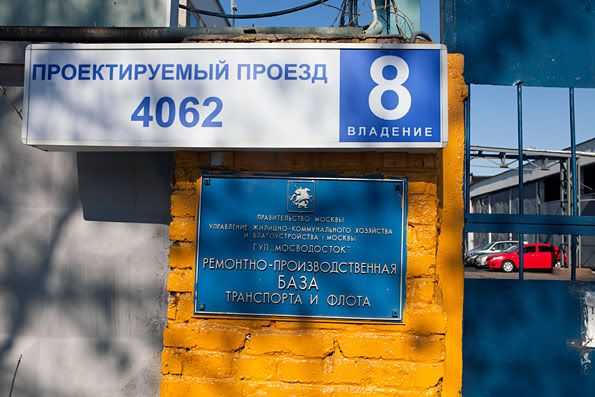 ПРОЕКТИРУЕМЫЙ ПРОЕЗД
4062
8
ВЛАДЕНИЕ
ПРАВИТЕЛЬСТВО МОСКВЫ
УПРАВЛЕНИЕ ЖИЛИЩНО-КОММУНАЛЬНОГО ХОЗЯЙСТВА
И БЛАГОУСТРОЙСТВА Г.МОСКВЫ
ГУП „МОСВОДОСТОК"
РЕМОНТНО-ПРОИЗВОДСТВЕННАЯ
БАЗА
ТРАНСПОРТА И ФЛОТА